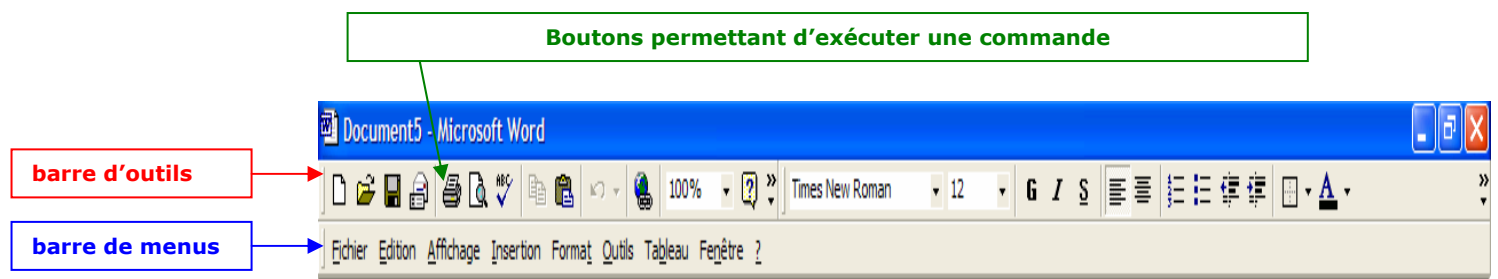 Boutons permettant d’exécuter une commande
Document5 - Microsoft Word
barre d’outils
ABC 100% ? » Times New Roman 12 G I S A »
barre de menus
Fichier Edition Affichage Insertion Format Outils Tableau Fenêtre ?